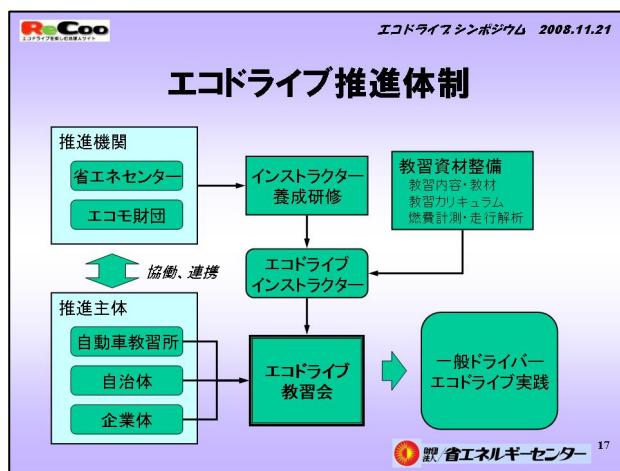 ReCoo
エコドライブを楽しむ達人サイト
エコドライブシンポジウム 2008.11.21
エコドライブ推進体制
推進機関
省エネセンター
エコモ財団
インストラクター
養成研修
教習資材整備
教習内容・教材
教習カリキュラム
燃費計測・走行解析
協働、連携
エコドライブ
インストラクター
推進主体
自動車教習所
自治体
企業体
エコドライブ
教習会
一般ドライバー
エコドライブ実践
財団法人 省エネルギーセンター
17